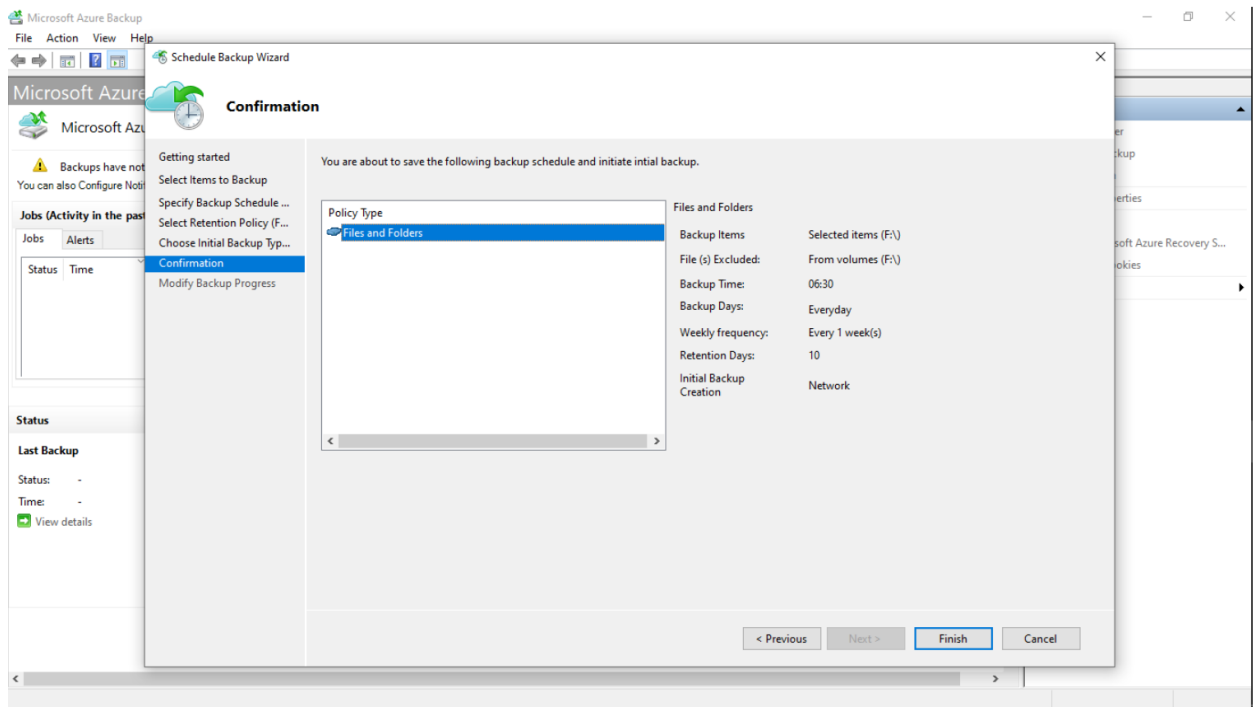 Microsoft Azure Backup
File Action View Help
Schedule Backup Wizard
Microsoft Azure
Confirmation
Microsoft Azu
Backups have not
You can also Configure Noti
Jobs (Activity in the past
Jobs Alerts
Status Time
Status
Last Backup
Status: -
Time: -
View details
Getting started
Select Items to Backup
Specify Backup Schedule ...
Select Retention Policy (F...
Choose Initial Backup Typ...
Confirmation
Modify Backup Progress
You are about to save the following backup schedule and initiate intial backup.
Policy Type
Files and Folders
Files and Folders
Backup Items Selected items (F:\)
File (s) Excluded: From volumes (F:\)
Backup Time: 06:30
Backup Days: Everyday
Weekly frequency: Every 1 week(s)
Retention Days: 10
Initial Backup
Creation Network
< Previous Next > Finish Cancel
er
kup
erties
soft Azure Recovery S...
okies